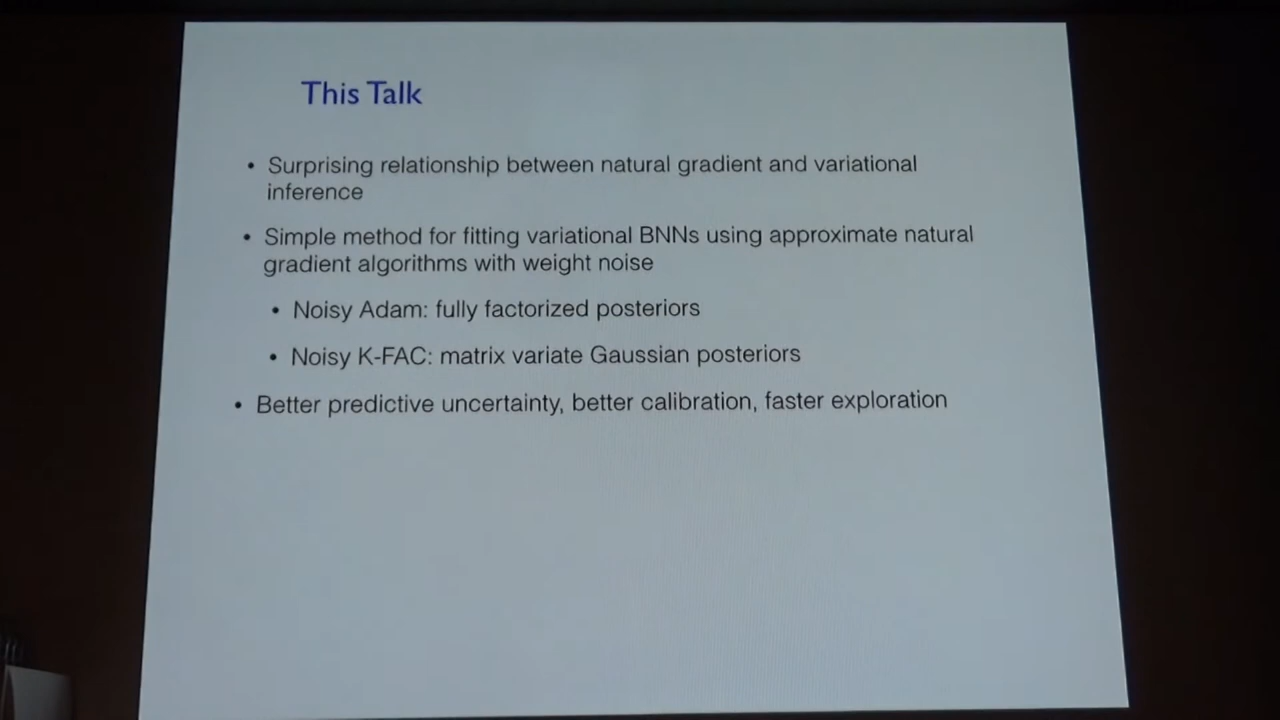 This Talk
• Surprising relationship between natural gradient and variational
inference
• Simple method for fitting variational BNNs using approximate natural
gradient algorithms with weight noise
• Noisy Adam: fully factorized posteriors
• Noisy K-FAC: matrix variate Gaussian posteriors
• Better predictive uncertainty, better calibration, faster exploration